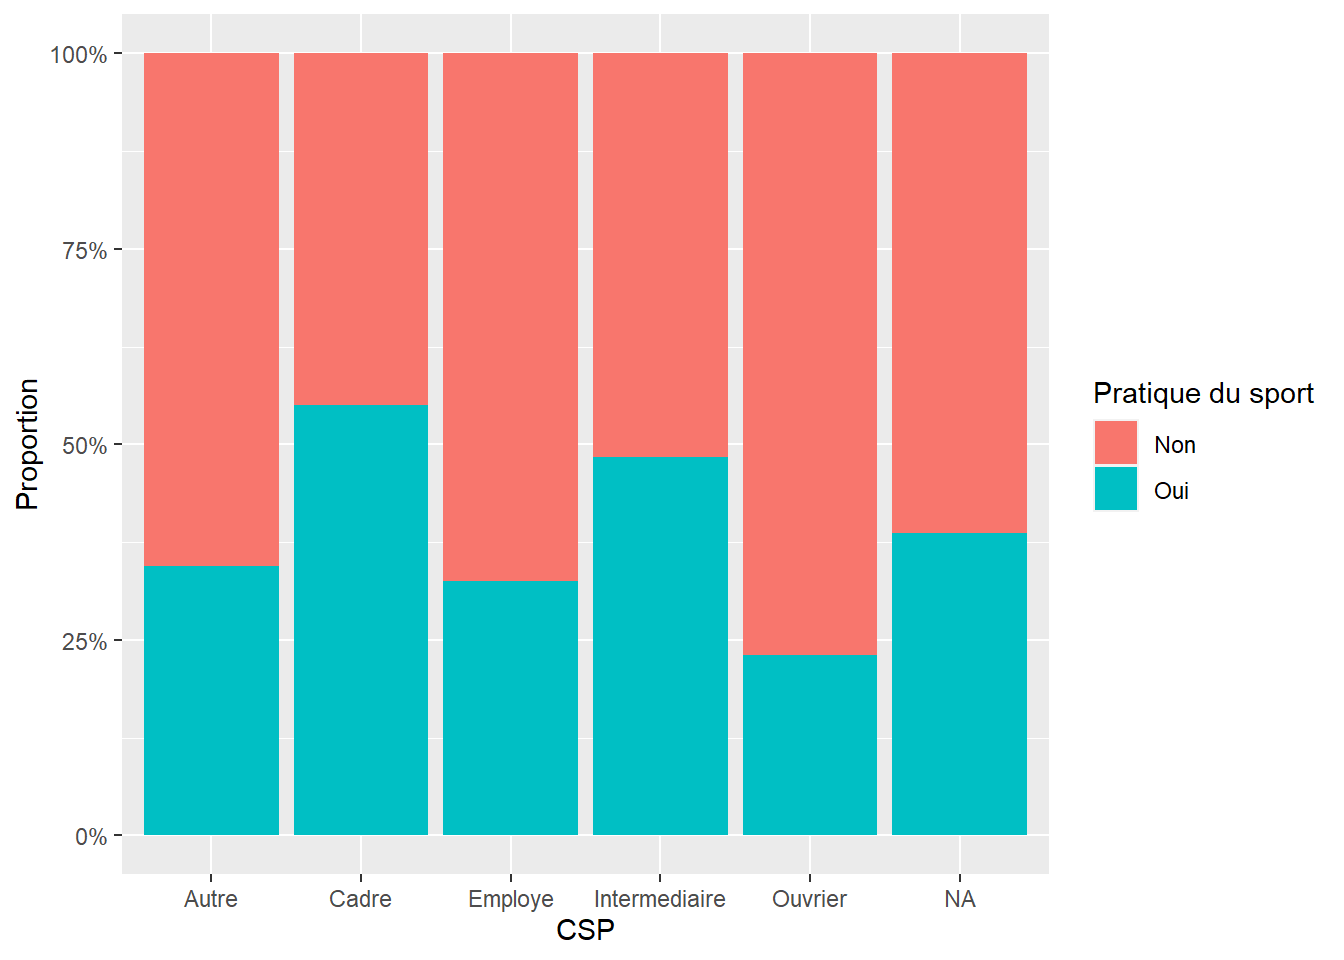 100%
75%
50%
25%
0%
Proportion
Autre
Cadre
Employe
Intermediaire
Ouvrier
NA
CSP
Pratique du sport
Non
Oui